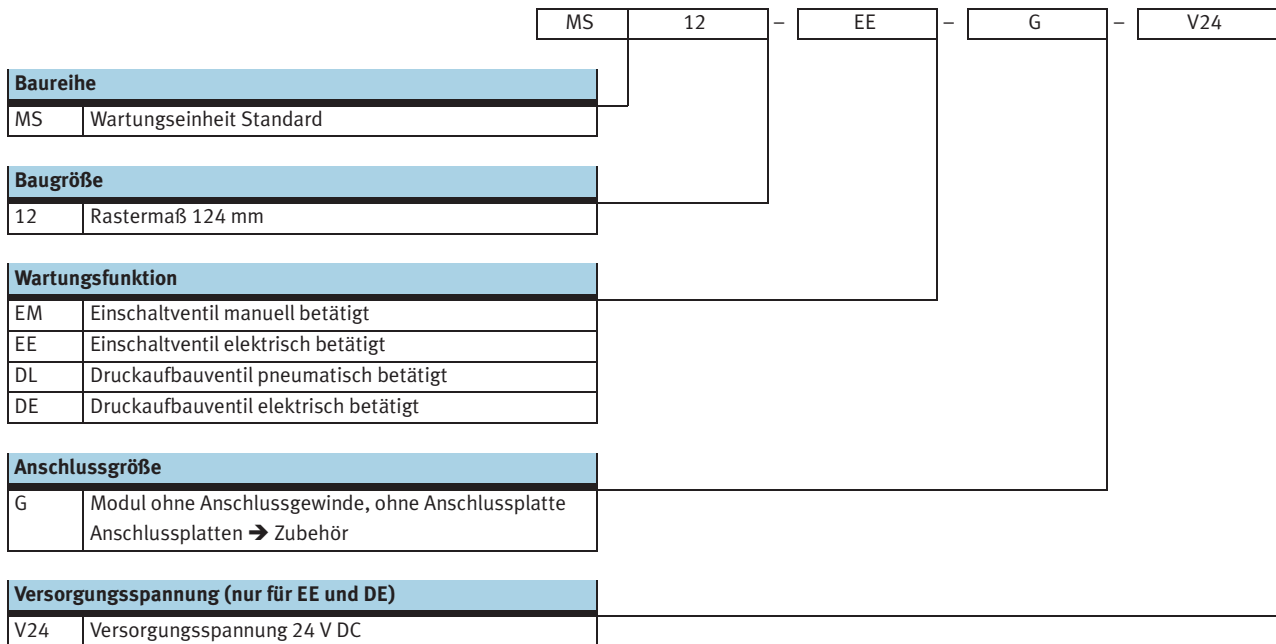 MS 12 – EE – G – V24
Baureihe
MS Wartungseinheit Standard
Baugröße
12 Rastermaß 124 mm
Wartungsfunktion
EM Einschaltventil manuell betätigt
EE Einschaltventil elektrisch betätigt
DL Druckaufbauventil pneumatisch betätigt
DE Druckaufbauventil elektrisch betätigt
Anschlussgröße
G Modul ohne Anschlussgewinde, ohne Anschlussplatte
Anschlussplatten ➔ Zubehör
Versorgungsspannung (nur für EE und DE)
V24 Versorgungsspannung 24 V DC